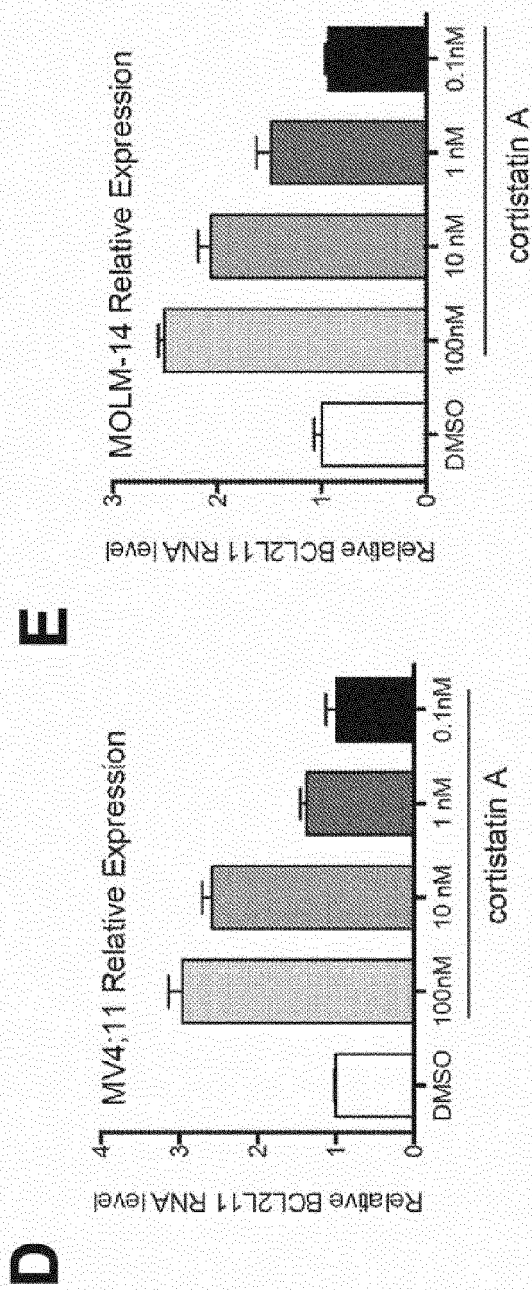 D
MV4;11 Relative Expression
Relative BCL2L11 RNA level
4
3
2
1
0
DMSO
100nM
10 nM
1 nM
0.1nM
cortistatin A
E
MOLM-14 Relative Expression
Relative BCL2L11 RNA level
3
2
1
0
DMSO
100nM
10 nM
1 nM
0.1nM
cortistatin A